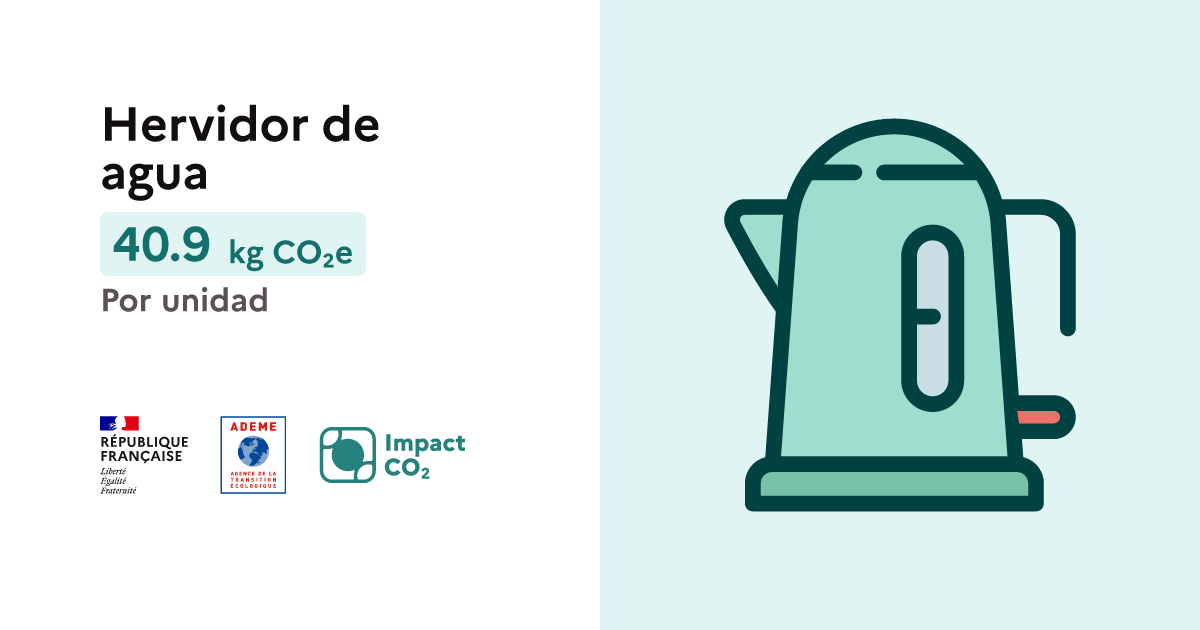 Hervidor de
agua
40.9 kg CO₂e
Por unidad
RÉPUBLIQUE
FRANÇAISE
Liberté
Égalité
Fraternité
ADEME
AGENCE DE LA
TRANSITION
ÉCOLOGIQUE
Impact
CO₂